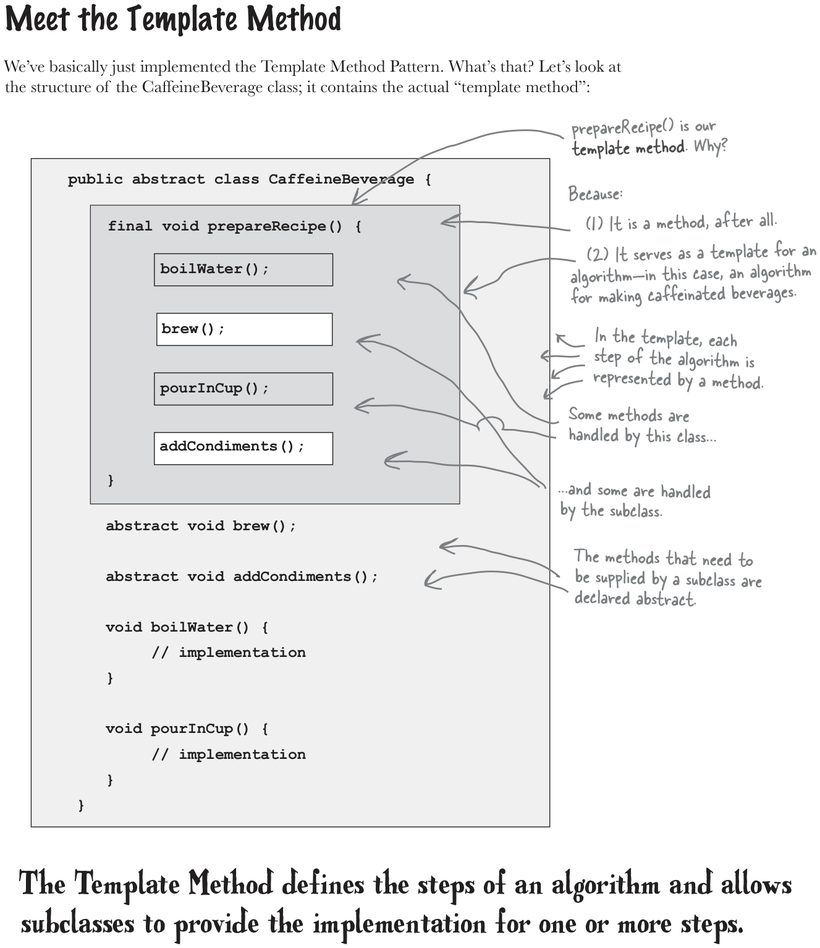 Meet the Template Method
We’ve basically just implemented the Template Method Pattern. What’s that? Let’s look at
the structure of the CaffeineBeverage class; it contains the actual “template method”:
prepareRecipe() is our
template method. Why?
public abstract class CaffeineBeverage {
Because:
final void prepareRecipe() {
(1) It is a method, after all.
(2) It serves as a template for an
algorithm—in this case, an algorithm
for making caffeinated beverages.
boilWater();
brew();
In the template, each
step of the algorithm is
represented by a method.
pourInCup();
Some methods are
handled by this class...
addCondiments();
}
...and some are handled
by the subclass.
abstract void brew();
The methods that need to
be supplied by a subclass are
declared abstract.
abstract void addCondiments();
void boilWater() {
// implementation
}
void pourInCup() {
// implementation
}
}
The Template Method defines the steps of an algorithm and allows
subclasses to provide the implementation for one or more steps.